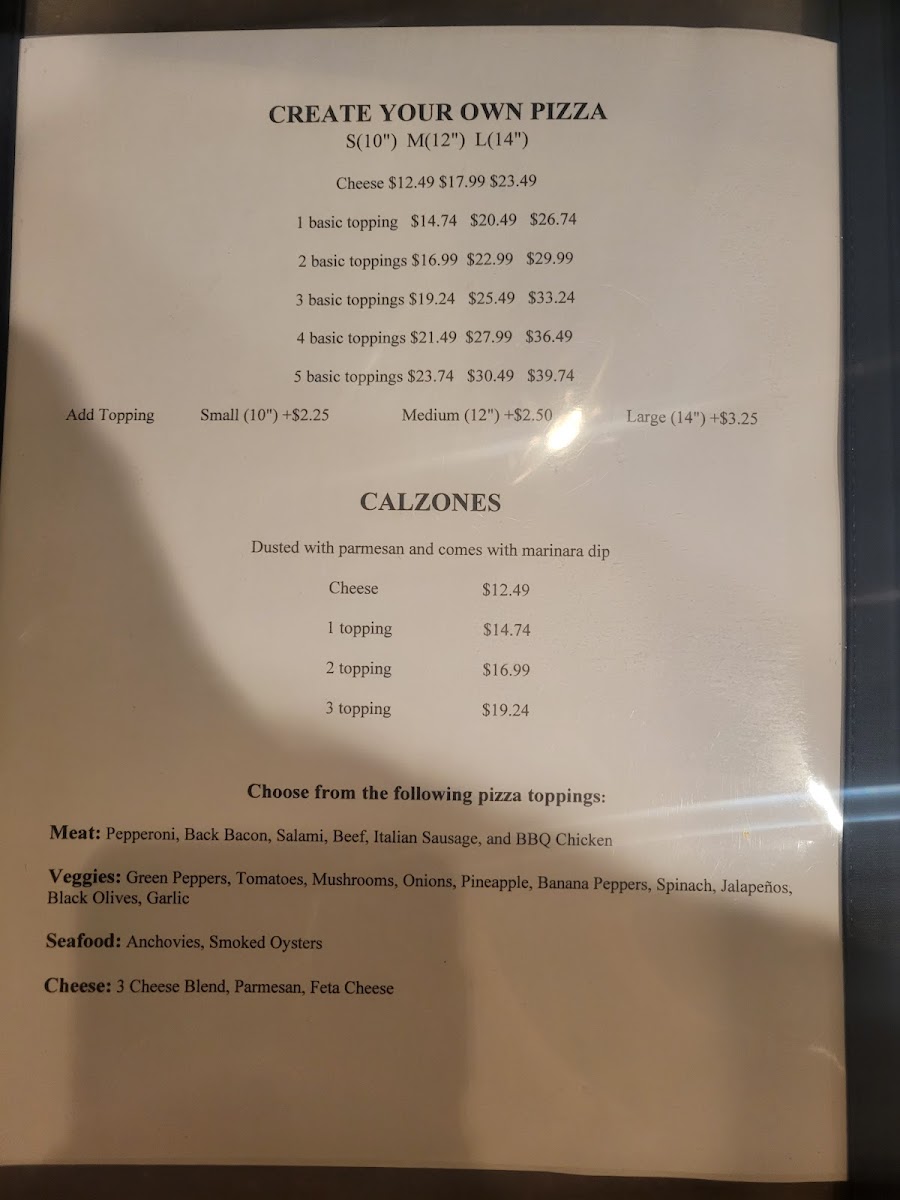 CREATE YOUR OWN PIZZA
S(10") M(12") L(14")
Cheese $12.49 $17.99 $23.49
1 basic topping $14.74 $20.49 $26.74
2 basic toppings $16.99 $22.99 $29.99
3 basic toppings $19.24 $25.49 $33.24
4 basic toppings $21.49 $27.99 $36.49
5 basic toppings $23.74 $30.49 $39.74
Add Topping Small (10") +$2.25 Medium (12") +$2.50 Large (14") +$3.25
CALZONES
Dusted with parmesan and comes with marinara dip
Cheese $12.49
1 topping $14.74
2 topping $16.99
3 topping $19.24
Choose from the following pizza toppings:
Meat: Pepperoni, Back Bacon, Salami, Beef, Italian Sausage, and BBQ Chicken
Veggies: Green Peppers, Tomatoes, Mushrooms, Onions, Pineapple, Banana Peppers, Spinach, Jalapeños,
Black Olives, Garlic
Seafood: Anchovies, Smoked Oysters
Cheese: 3 Cheese Blend, Parmesan, Feta Cheese